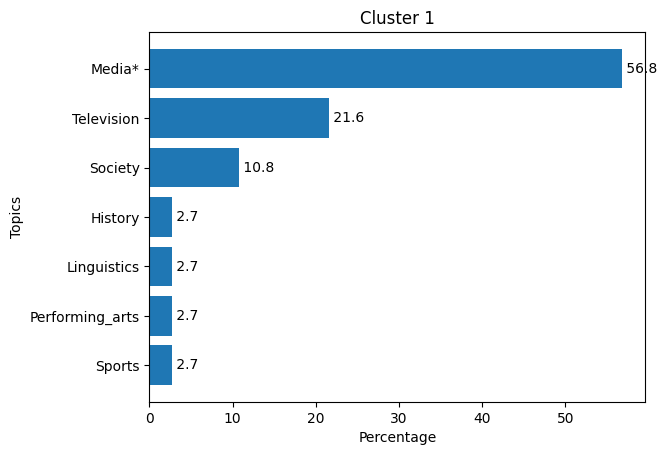 Cluster 1
Topics
Media* 56.8
Television 21.6
Society 10.8
History 2.7
Linguistics 2.7
Performing_arts 2.7
Sports 2.7
0 10 20 30 40 50
Percentage